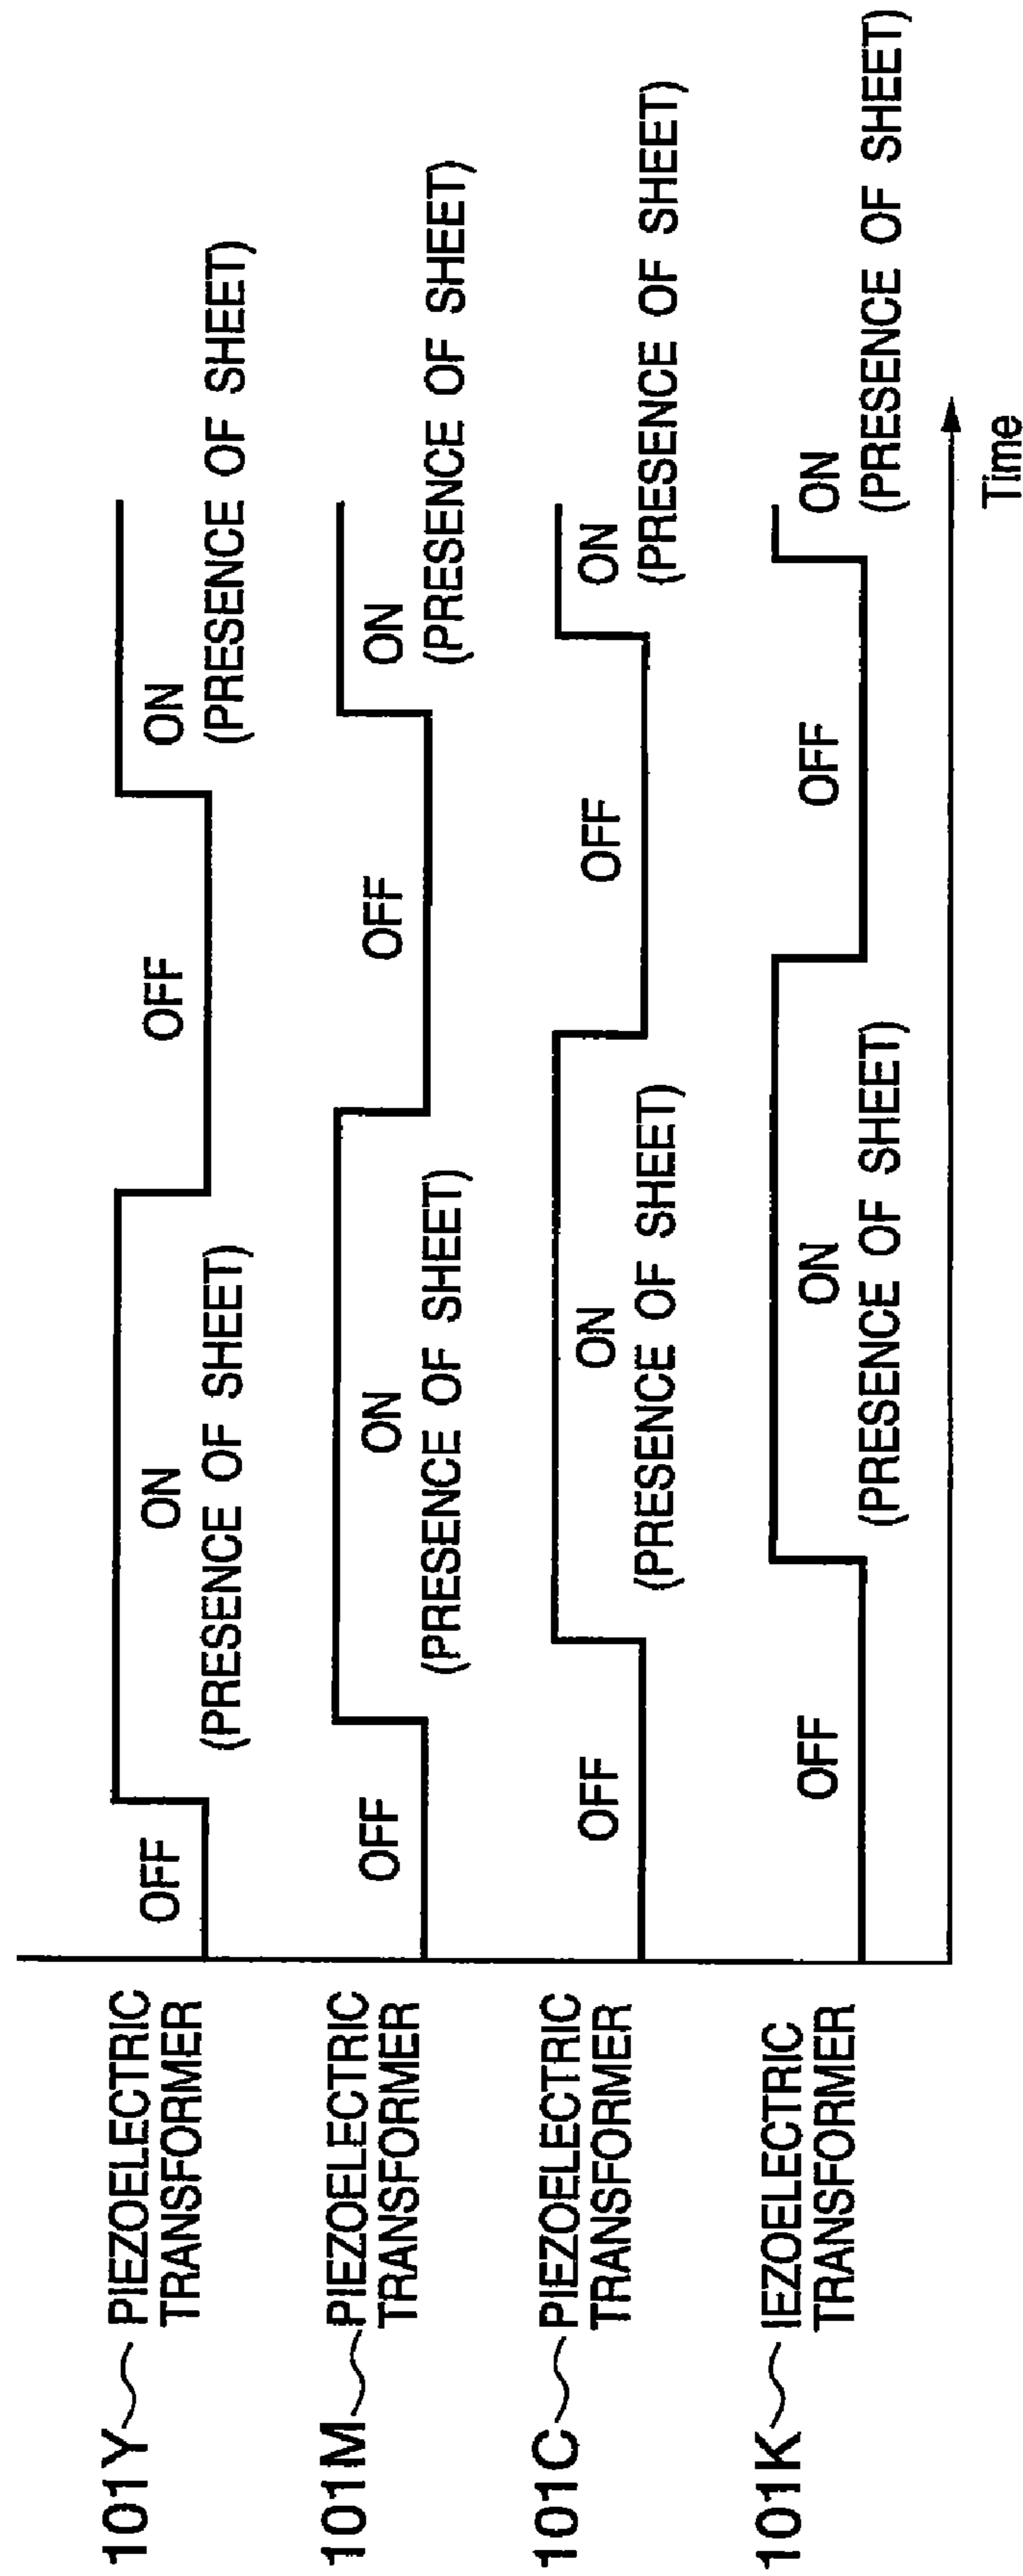 101Y PIEZOELECTRIC
TRANSFORMER
OFF
ON
(PRESENCE OF SHEET)
OFF
ON
(PRESENCE OF SHEET)
101M PIEZOELECTRIC
TRANSFORMER
OFF
ON
(PRESENCE OF SHEET)
OFF
ON
(PRESENCE OF SHEET)
101C PIEZOELECTRIC
TRANSFORMER
OFF
ON
(PRESENCE OF SHEET)
OFF
ON
(PRESENCE OF SHEET)
101K IEZOELECTRIC
TRANSFORMER
OFF
ON
(PRESENCE OF SHEET)
OFF
ON
(PRESENCE OF SHEET)
Time